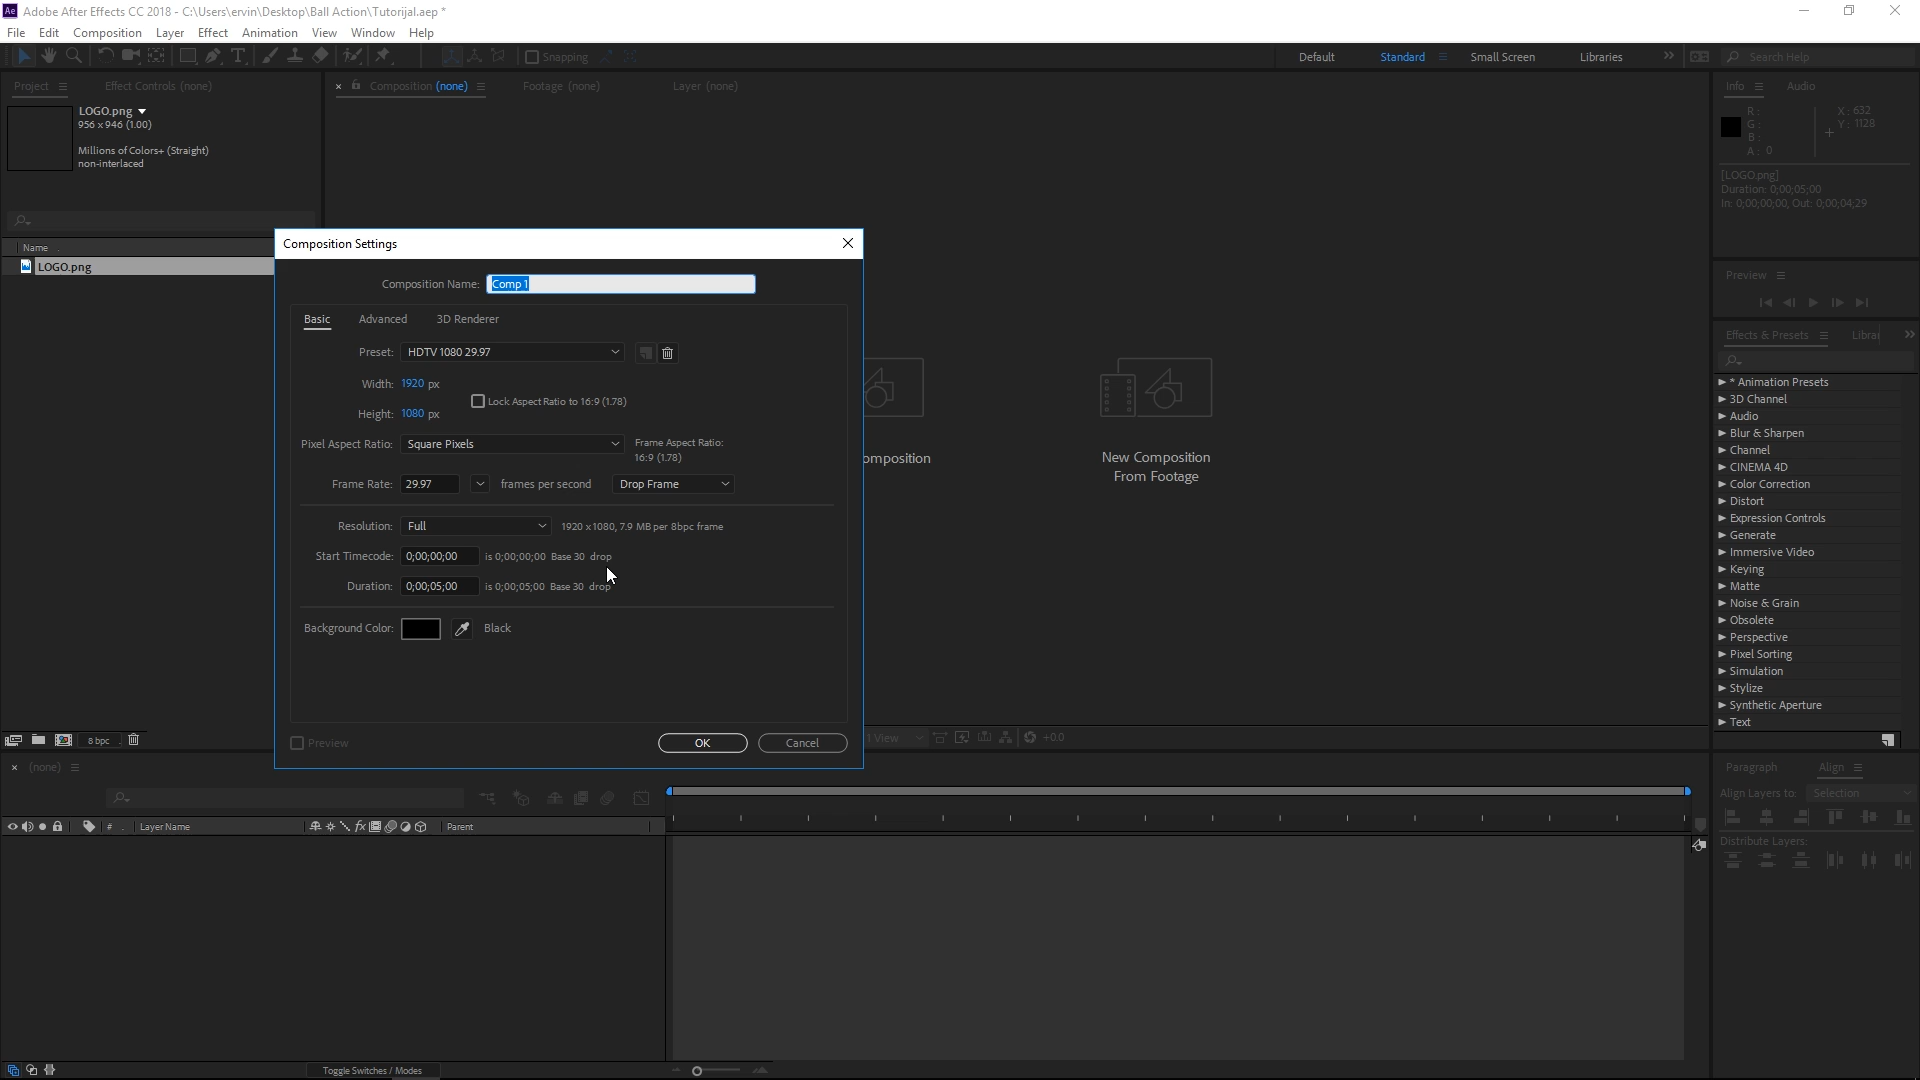 Ae Adobe After Effects CC 2018 - C:\Users\ervin\Desktop\Ball Action\Tutorijal.aep *
File Edit Composition Layer Effect Animation View Window Help
Snapping Default Standard Small Screen Libraries Search Help
Project Effect Controls (none) Composition (none) Footage (none) Layer (none) Info Audio
LOGO.png
956 x 946 (1.00)
Millions of Colors+ (Straight)
non-interlaced
R:
G:
B:
A: 0
X: 632
Y: 1128
[LOGO.png]
Duration: 0;00;05;00
In: 0;00;00;00, Out: 0;00;04;29
Name
LOGO.png
Composition Settings
Composition Name: Comp 1
Basic Advanced 3D Renderer
Preset: HDTV 1080 29.97
Width: 1920 px
Lock Aspect Ratio to 16:9 (1.78)
Height: 1080 px
Pixel Aspect Ratio: Square Pixels Frame Aspect Ratio:
16:9 (1.78)
Frame Rate: 29.97 frames per second Drop Frame
Resolution: Full 1920 x 1080, 7.9 MB per 8bpc frame
Start Timecode: 0;00;00;00 is 0;00;00;00 Base 30 drop
Duration: 0;00;05;00 is 0;00;05;00 Base 30 drop
Background Color: Black
Preview OK Cancel
omposition
New Composition
From Footage
Preview
Effects & Presets Librar
* Animation Presets
3D Channel
Audio
Blur & Sharpen
Channel
CINEMA 4D
Color Correction
Distort
Expression Controls
Generate
Immersive Video
Keying
Matte
Noise & Grain
Obsolete
Perspective
Pixel Sorting
Simulation
Stylize
Synthetic Aperture
Text
8 bpc
1 View +0.0
(none)
# Layer Name Parent
Paragraph Align
Align Layers to: Selection
Distribute Layers:
Toggle Switches / Modes